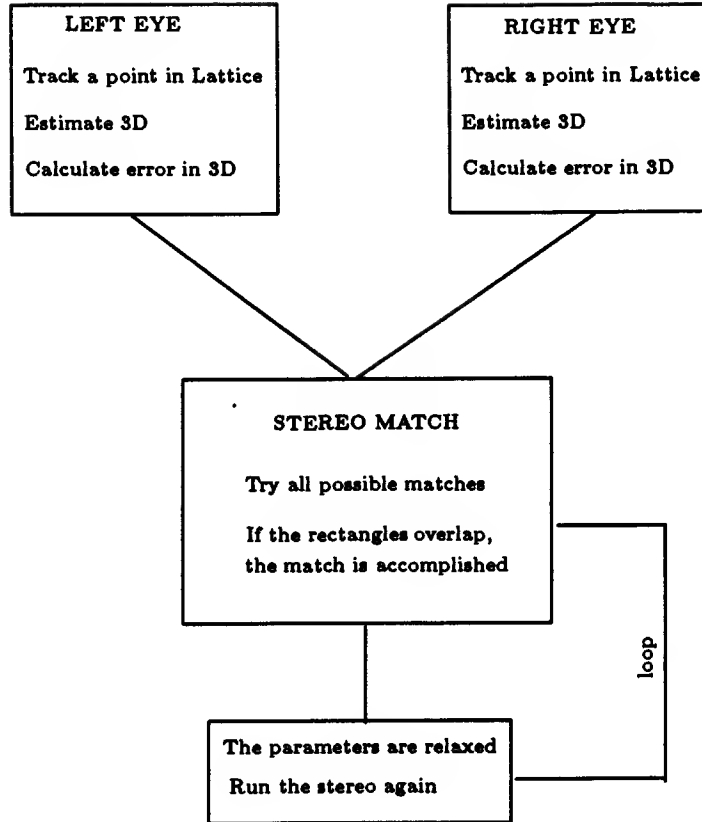 LEFT EYE
Track a point in Lattice
Estimate 3D
Calculate error in 3D
RIGHT EYE
Track a point in Lattice
Estimate 3D
Calculate error in 3D
STEREO MATCH
Try all possible matches
If the rectangles overlap,
the match is accomplished
loop
The parameters are relaxed
Run the stereo again